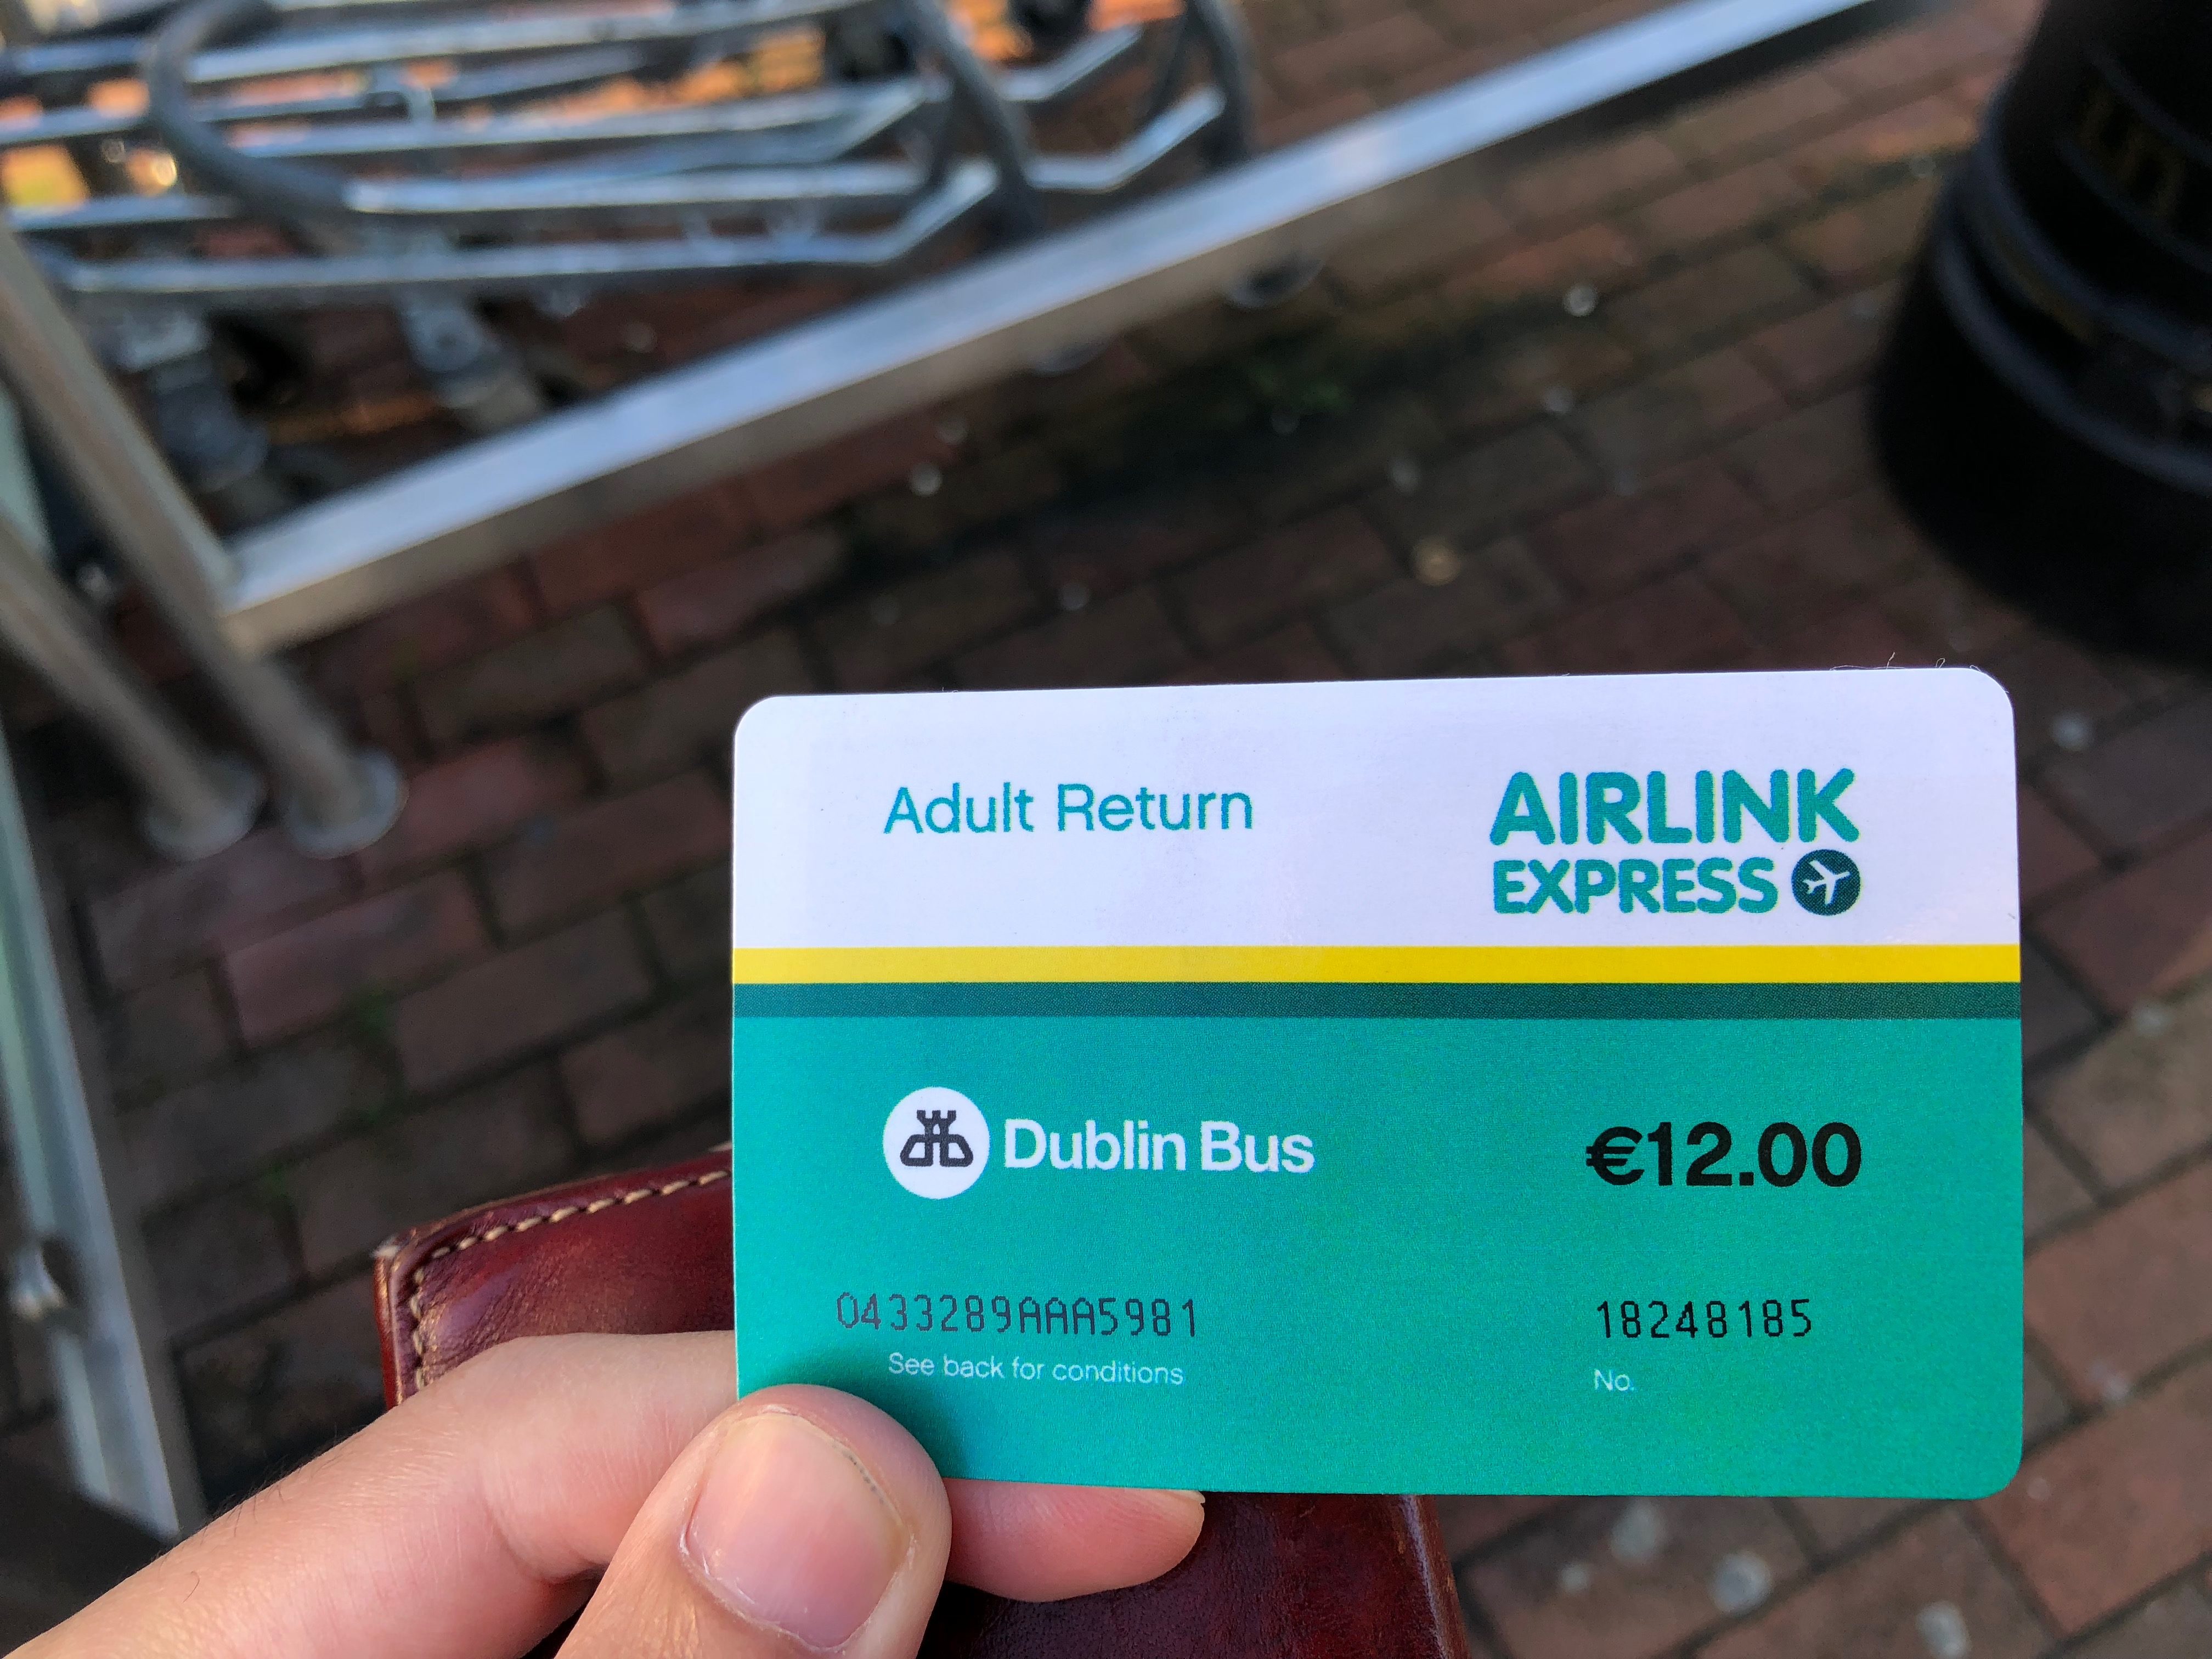 Adult Return
AIRLINK
EXPRESS
Dublin Bus
€12.00
0433289AAA5981
18248185
See back for conditions
No.